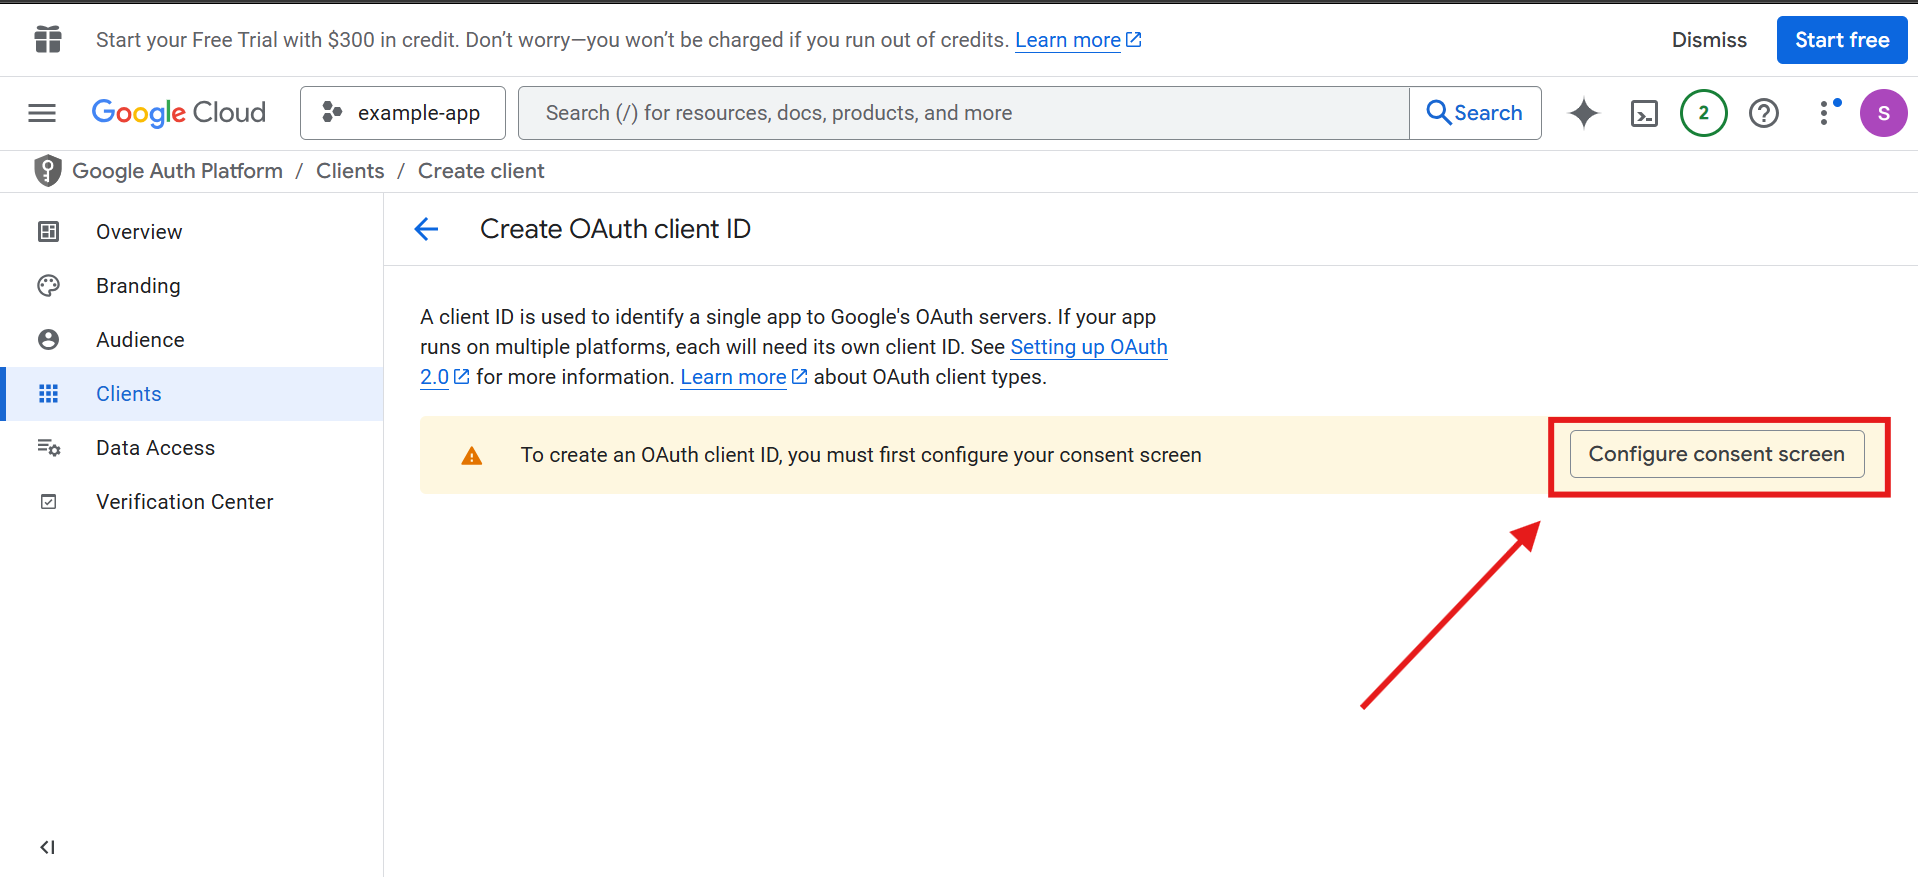 Start your Free Trial with $300 in credit. Don’t worry—you won’t be charged if you run out of credits. Learn more
Dismiss
Start free
Google Cloud
example-app
Search (/) for resources, docs, products, and more
Search
2
S
Google Auth Platform / Clients / Create client
Overview
Branding
Audience
Clients
Data Access
Verification Center
Create OAuth client ID
A client ID is used to identify a single app to Google's OAuth servers. If your app
runs on multiple platforms, each will need its own client ID. See Setting up OAuth
2.0 for more information. Learn more about OAuth client types.
To create an OAuth client ID, you must first configure your consent screen
Configure consent screen